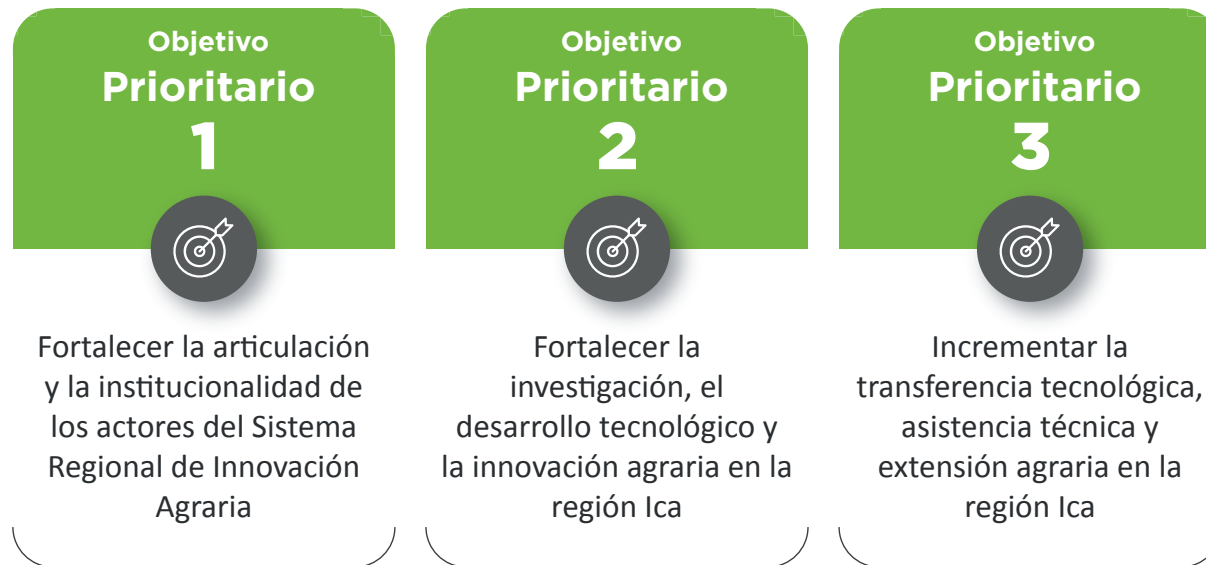 Objetivo
Prioritario
1
Fortalecer la articulación
y la institucionalidad de
los actores del Sistema
Regional de Innovación
Agraria
Objetivo
Prioritario
2
Fortalecer la
investigación, el
desarrollo tecnológico y
la innovación agraria en la
región Ica
Objetivo
Prioritario
3
Incrementar la
transferencia tecnológica,
asistencia técnica y
extensión agraria en la
región Ica